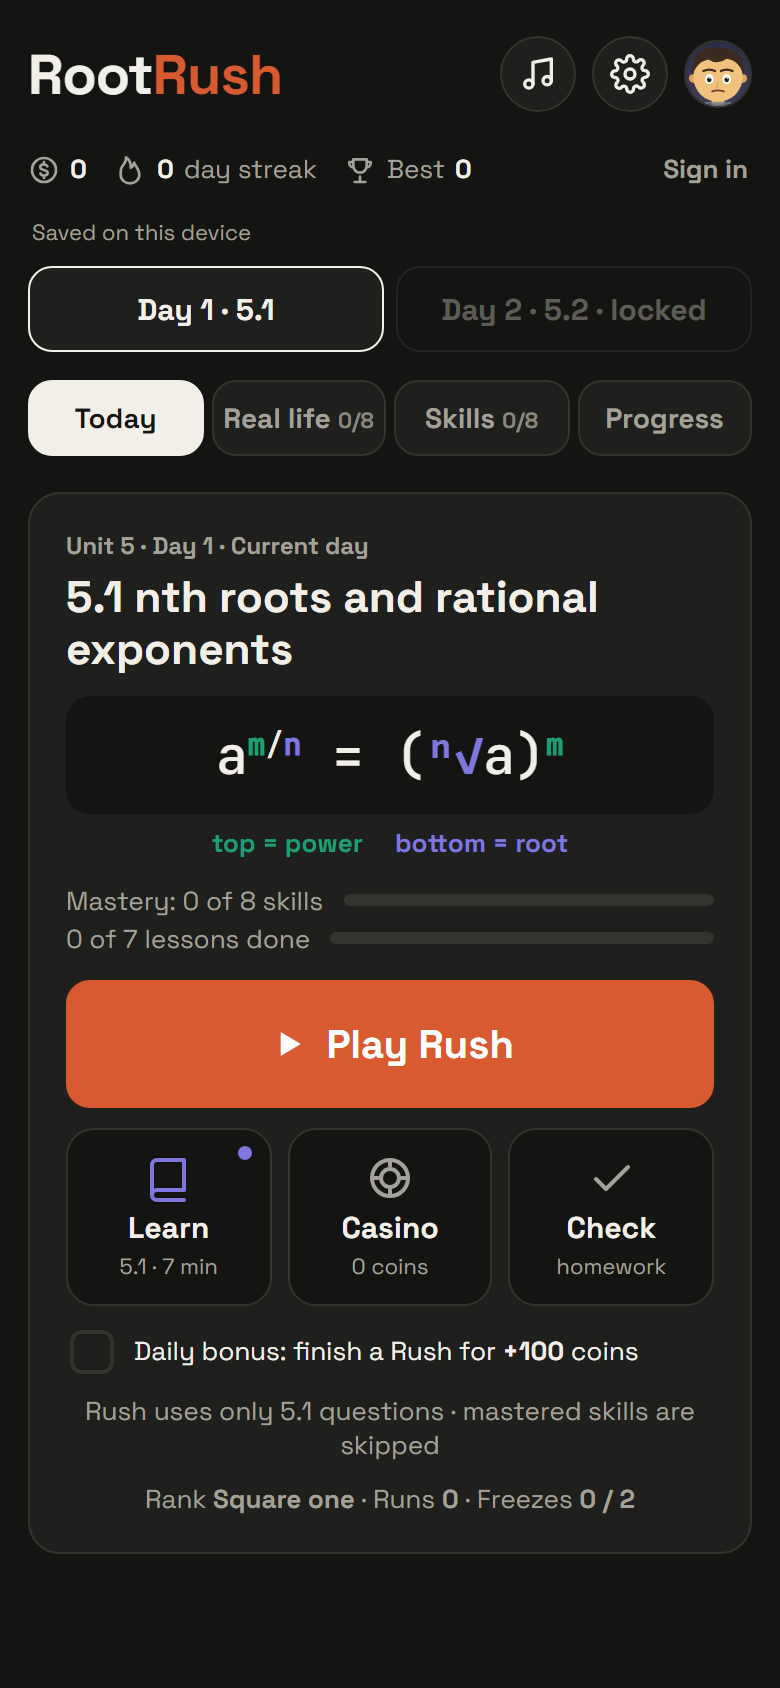 RootRush
0 0 day streak Best 0 Sign in
Saved on this device
Day 1 · 5.1 Day 2 · 5.2 · locked
Today Real life 0/8 Skills 0/8 Progress
Unit 5 · Day 1 · Current day
5.1 nth roots and rational
exponents
a^m/n = (ⁿ√a)^m
top = power bottom = root
Mastery: 0 of 8 skills
0 of 7 lessons done
Play Rush
Learn Casino Check
5.1 · 7 min 0 coins homework
Daily bonus: finish a Rush for +100 coins
Rush uses only 5.1 questions · mastered skills are
skipped
Rank Square one · Runs 0 · Freezes 0 / 2